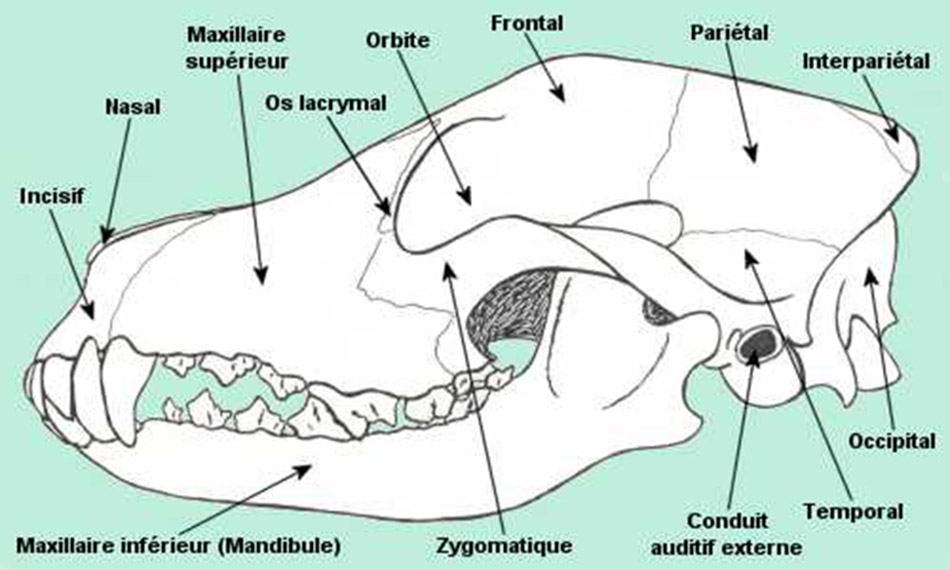 Frontal
Maxillaire
supérieur
Orbite
Pariétal
Interpariétal
Nasal
Os lacrymal
Incisif
Occipital
Temporal
Conduit
auditif externe
Maxillaire inférieur (Mandibule)
Zygomatique